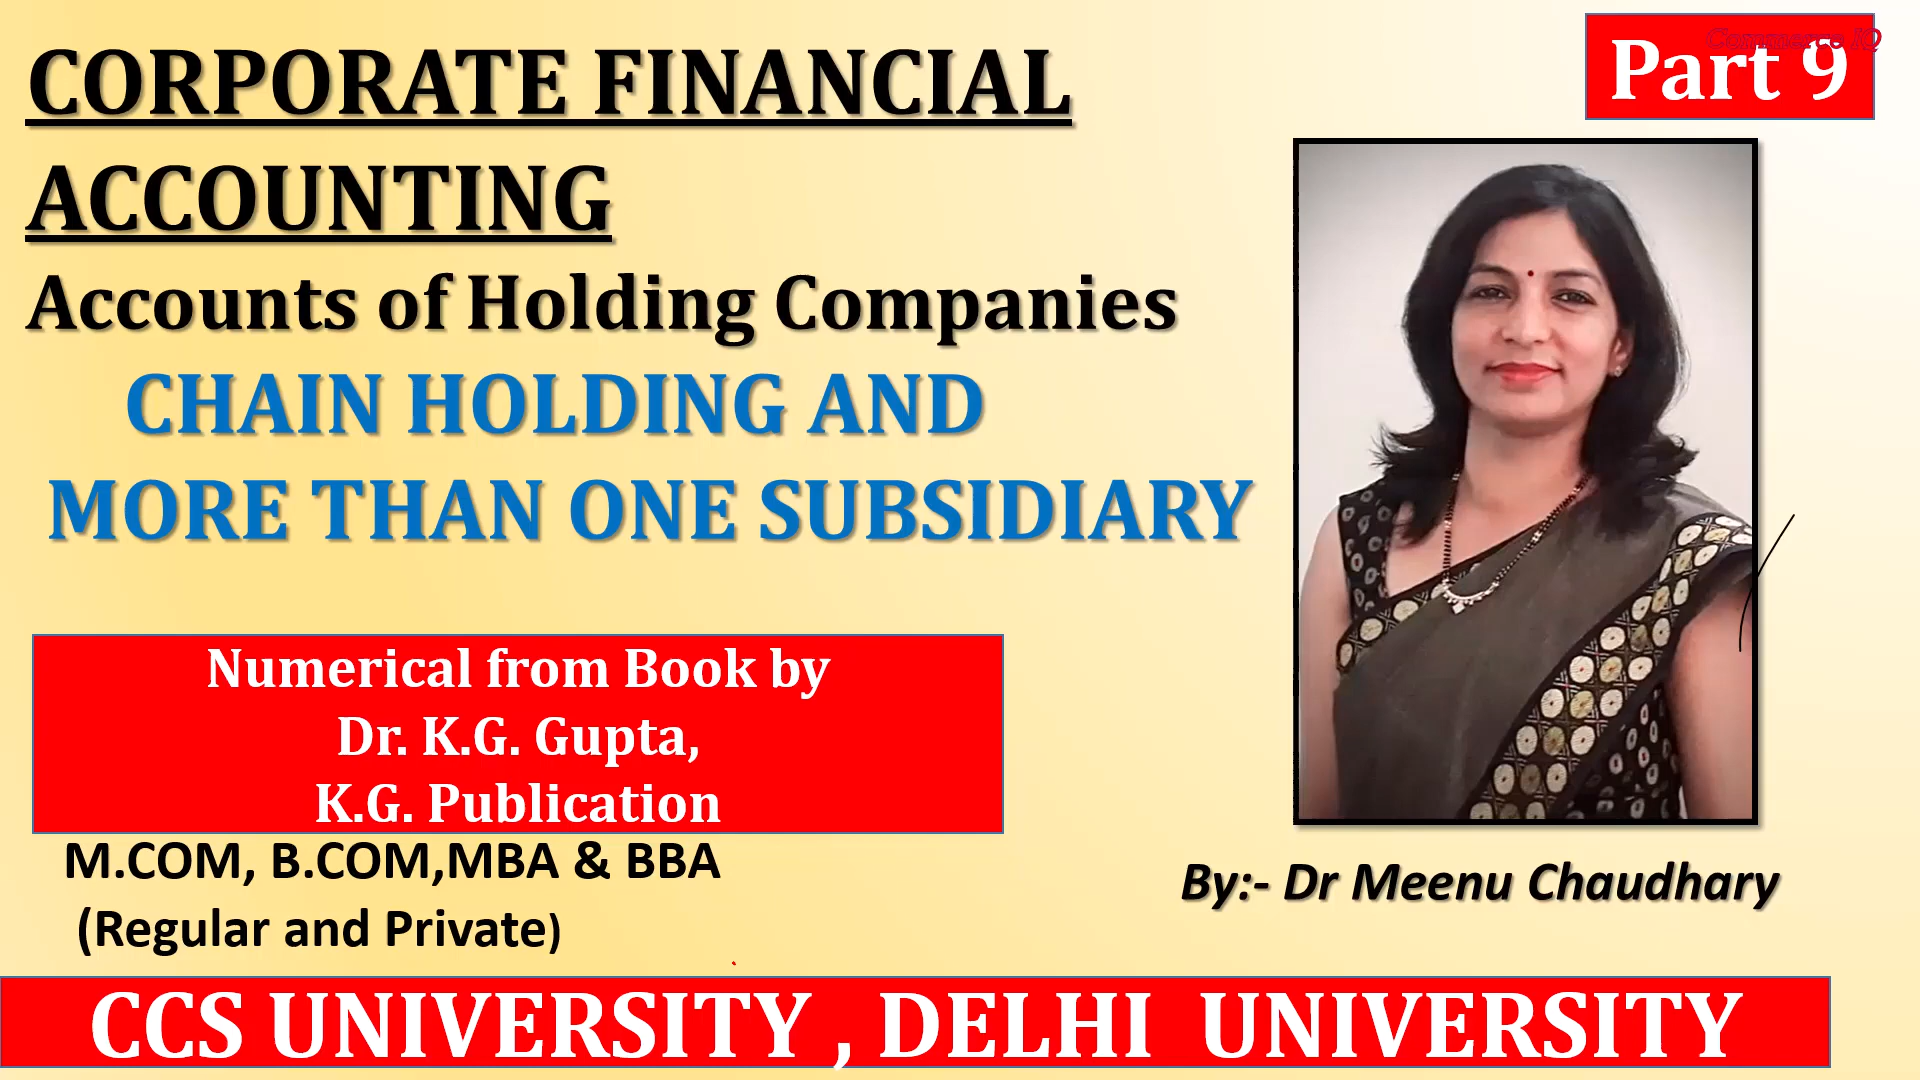 CORPORATE FINANCIAL
ACCOUNTING
Accounts of Holding Companies
CHAIN HOLDING AND
MORE THAN ONE SUBSIDIARY
Part 9
Commerce IQ
Numerical from Book by
Dr. K.G. Gupta,
K.G. Publication
M.COM, B.COM,MBA & BBA
(Regular and Private)
By:- Dr Meenu Chaudhary
CCS UNIVERSITY , DELHI UNIVERSITY